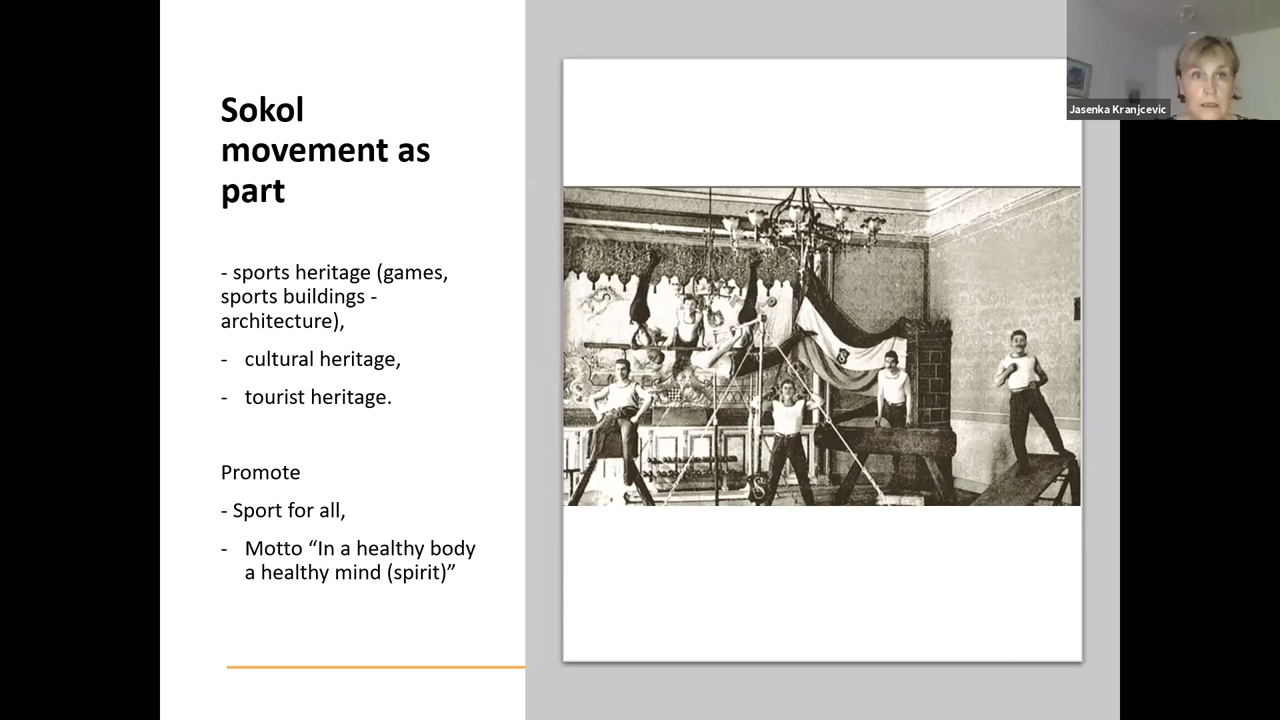 Sokol
movement as
part
- sports heritage (games,
sports buildings -
architecture),
- cultural heritage,
- tourist heritage.
Promote
- Sport for all,
- Motto “In a healthy body
a healthy mind (spirit)”
Jasenka Kranjcevic